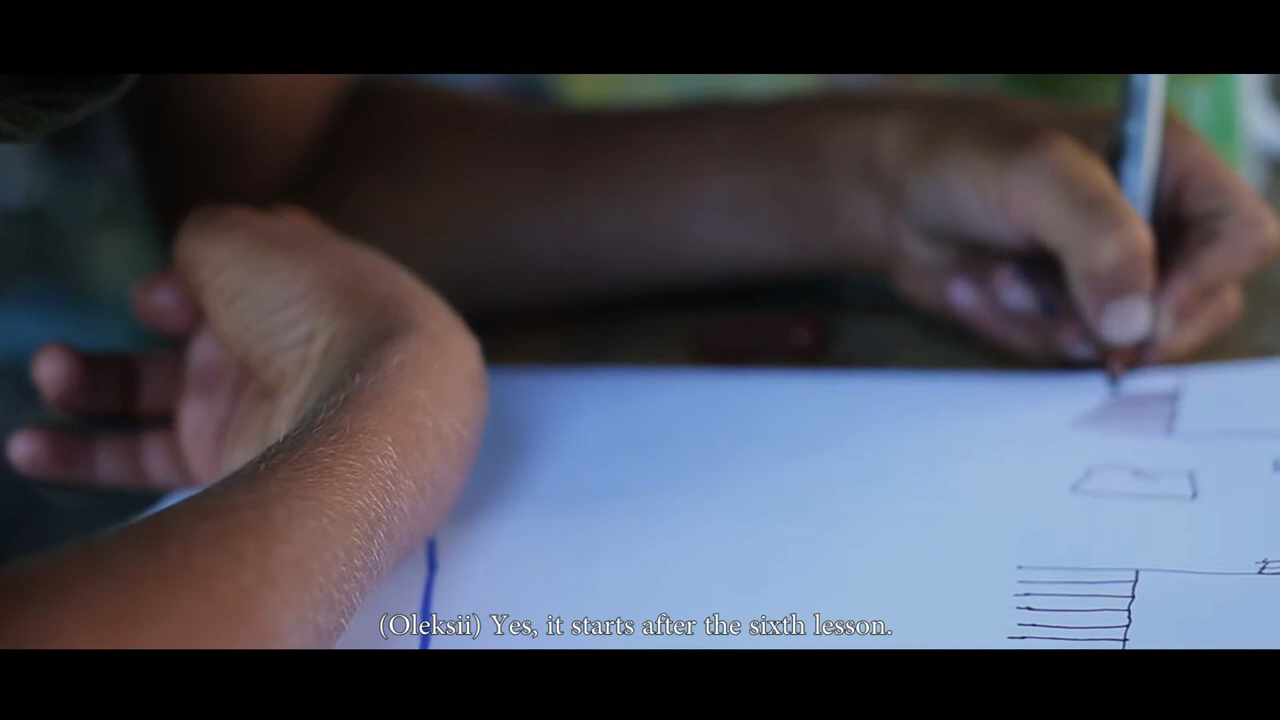 (Oleksii) Yes, it starts after the sixth lesson.